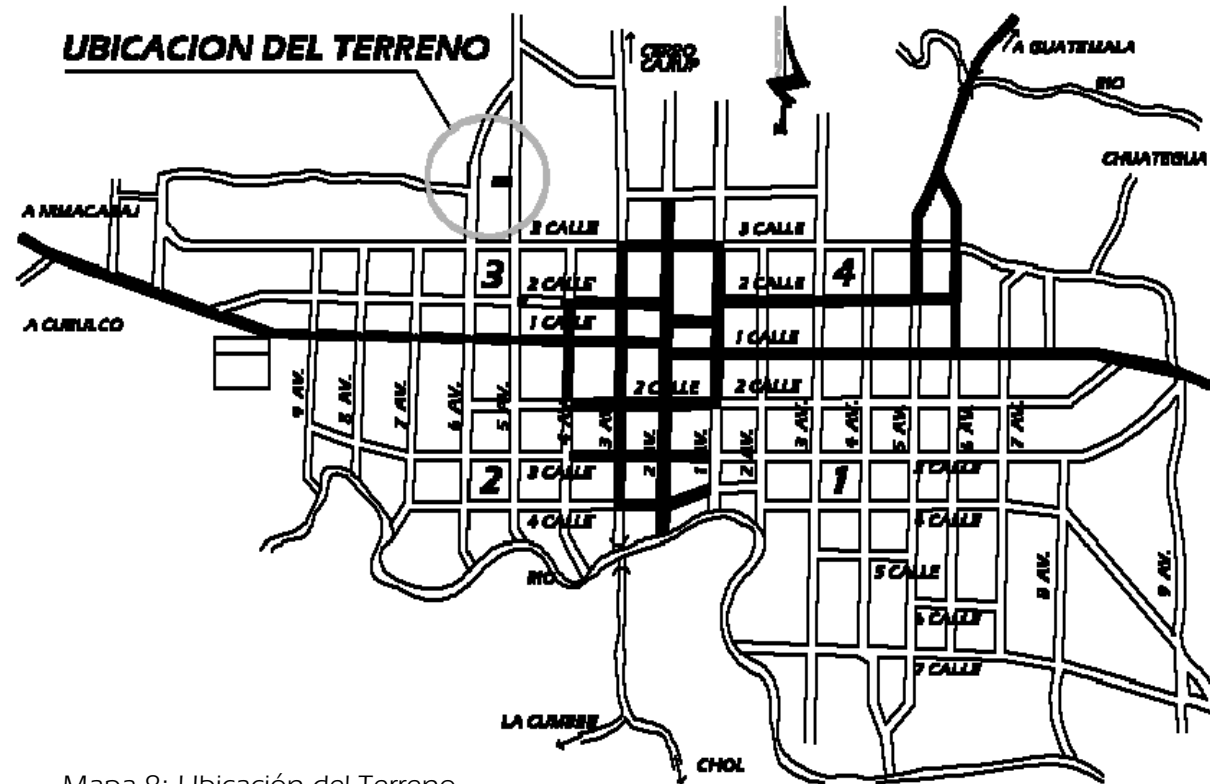 UBICACION DEL TERRENO
CERRO
CAJUP
NORTE
A GUATEMALA
RIO
CHUATEGUA
A NIMACABAJ
3 CALLE
3 CALLE
3
2 CALLE
2 CALLE
4
A CUBULCO
1 CALLE
1 CALLE
2 CALLE
2 CALLE
9 AV.
8 AV.
7 AV.
6 AV.
5 AV.
4 AV.
3 AV.
2 AV.
1 AV.
2 AV.
3 AV.
4 AV.
5 AV.
6 AV.
7 AV.
2
3 CALLE
1
3 CALLE
4 CALLE
4 CALLE
RIO
5 CALLE
8 AV.
9 AV.
6 CALLE
7 CALLE
LA CUMBRE
CHOL
Mapa 8: Ubicación del Terreno